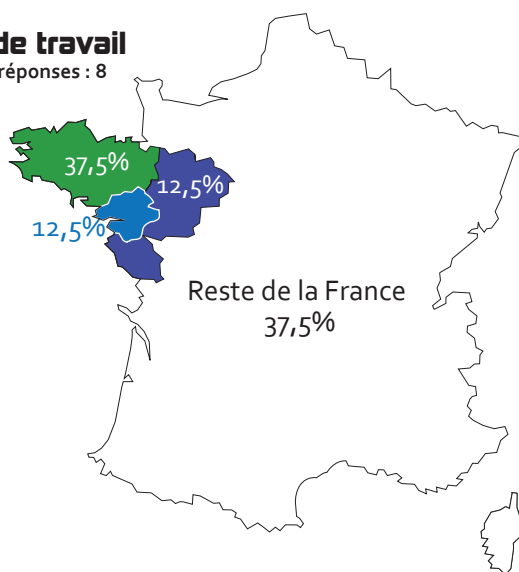 de travail
réponses : 8
37,5%
12,5%
12,5%
Reste de la France
37,5%